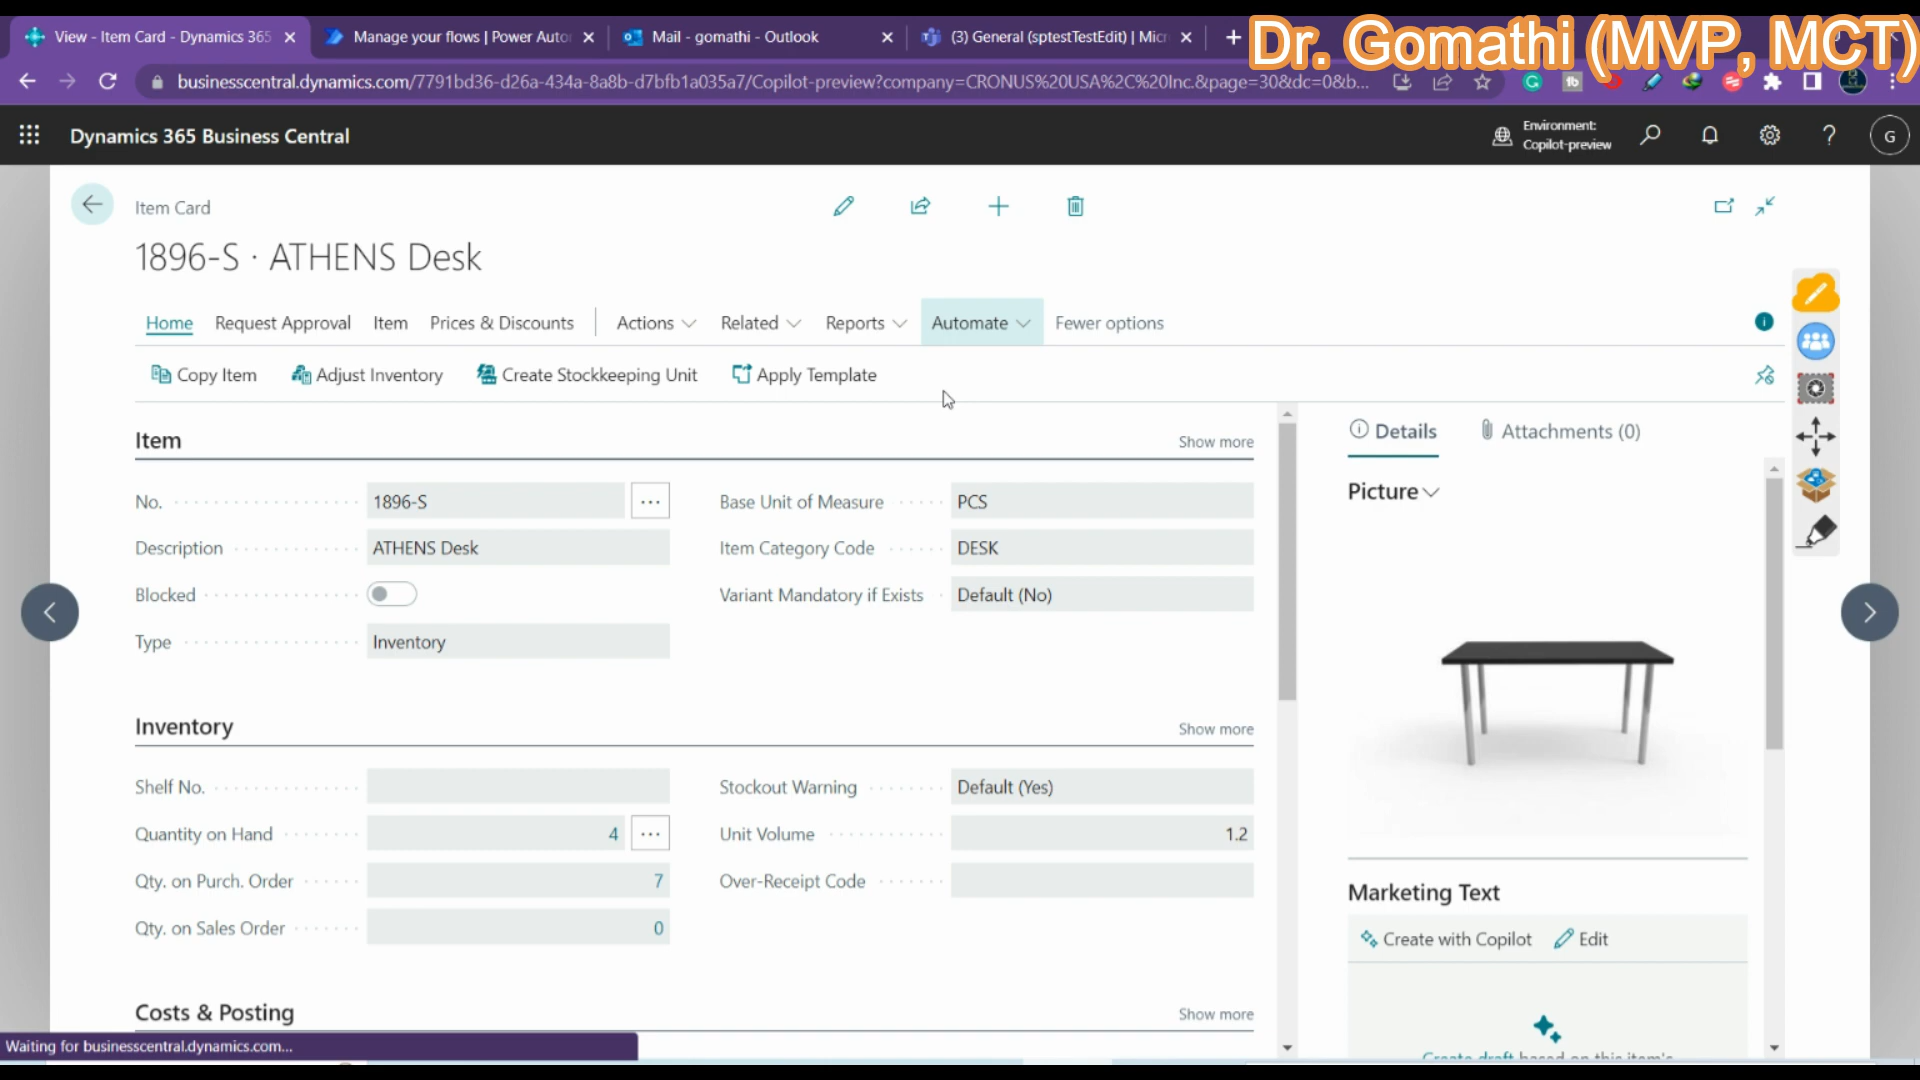 View - Item Card - Dynamics 365
Manage your flows | Power Auto
Mail - gomathi - Outlook
(3) General (sptestTestEdit) | Micr
Dr. Gomathi (MVP, MCT)
businesscentral.dynamics.com/7791bd36-d26a-434a-8a8b-d7bfb1a035a7/Copilot-preview?company=CRONUS%20USA%2C%20Inc.&page=30&dc=0&b...
Dynamics 365 Business Central
Environment:
Copilot-preview
G
Item Card
1896-S · ATHENS Desk
Home Request Approval Item Prices & Discounts Actions Related Reports Automate Fewer options
Copy Item Adjust Inventory Create Stockkeeping Unit Apply Template
Item
Show more
No. 1896-S
Base Unit of Measure PCS
Description ATHENS Desk
Item Category Code DESK
Blocked
Variant Mandatory if Exists Default (No)
Type Inventory
Inventory
Show more
Shelf No.
Stockout Warning Default (Yes)
Quantity on Hand 4
Unit Volume 1.2
Qty. on Purch. Order 7
Over-Receipt Code
Qty. on Sales Order 0
Costs & Posting
Show more
Details
Attachments (0)
Picture
Marketing Text
Create with Copilot Edit
Create draft based on this item's
Waiting for businesscentral.dynamics.com...